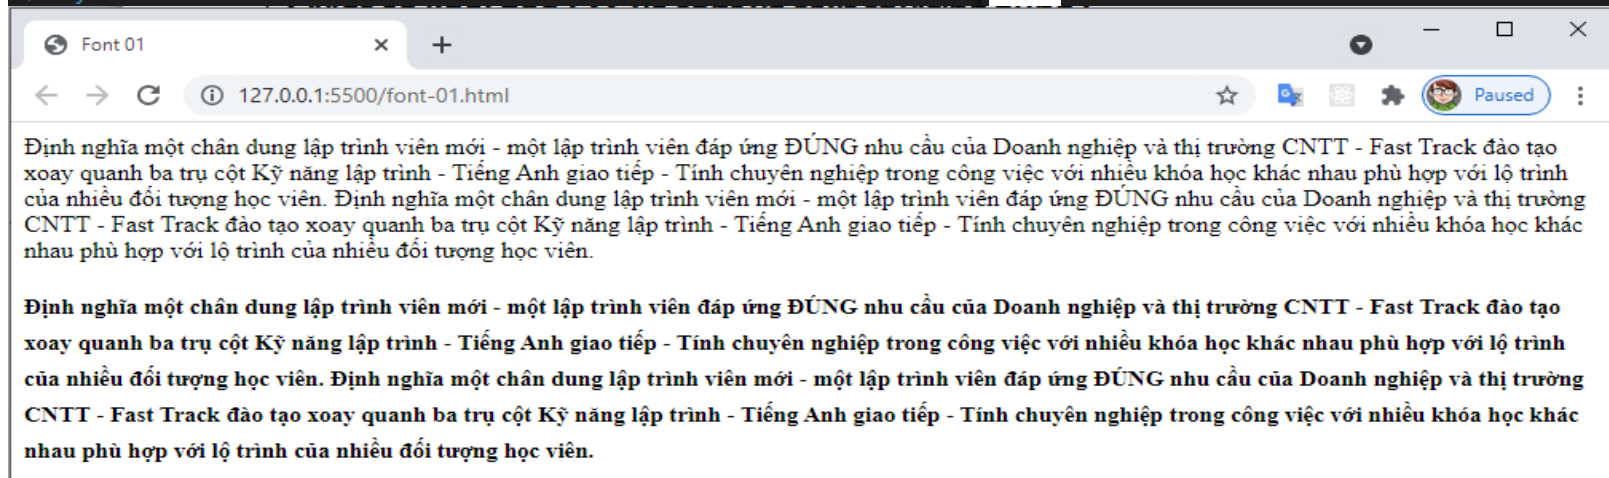 Font 01
127.0.0.1:5500/font-01.html
Paused
Định nghĩa một chân dung lập trình viên mới - một lập trình viên đáp ứng ĐÚNG nhu cầu của Doanh nghiệp và thị trường CNTT - Fast Track đào tạo
xoay quanh ba trụ cột Kỹ năng lập trình - Tiếng Anh giao tiếp - Tính chuyên nghiệp trong công việc với nhiều khóa học khác nhau phù hợp với lộ trình
của nhiều đối tượng học viên. Định nghĩa một chân dung lập trình viên mới - một lập trình viên đáp ứng ĐÚNG nhu cầu của Doanh nghiệp và thị trường
CNTT - Fast Track đào tạo xoay quanh ba trụ cột Kỹ năng lập trình - Tiếng Anh giao tiếp - Tính chuyên nghiệp trong công việc với nhiều khóa học khác
nhau phù hợp với lộ trình của nhiều đối tượng học viên.
Định nghĩa một chân dung lập trình viên mới - một lập trình viên đáp ứng ĐÚNG nhu cầu của Doanh nghiệp và thị trường CNTT - Fast Track đào tạo
xoay quanh ba trụ cột Kỹ năng lập trình - Tiếng Anh giao tiếp - Tính chuyên nghiệp trong công việc với nhiều khóa học khác nhau phù hợp với lộ trình
của nhiều đối tượng học viên. Định nghĩa một chân dung lập trình viên mới - một lập trình viên đáp ứng ĐÚNG nhu cầu của Doanh nghiệp và thị trường
CNTT - Fast Track đào tạo xoay quanh ba trụ cột Kỹ năng lập trình - Tiếng Anh giao tiếp - Tính chuyên nghiệp trong công việc với nhiều khóa học khác
nhau phù hợp với lộ trình của nhiều đối tượng học viên.